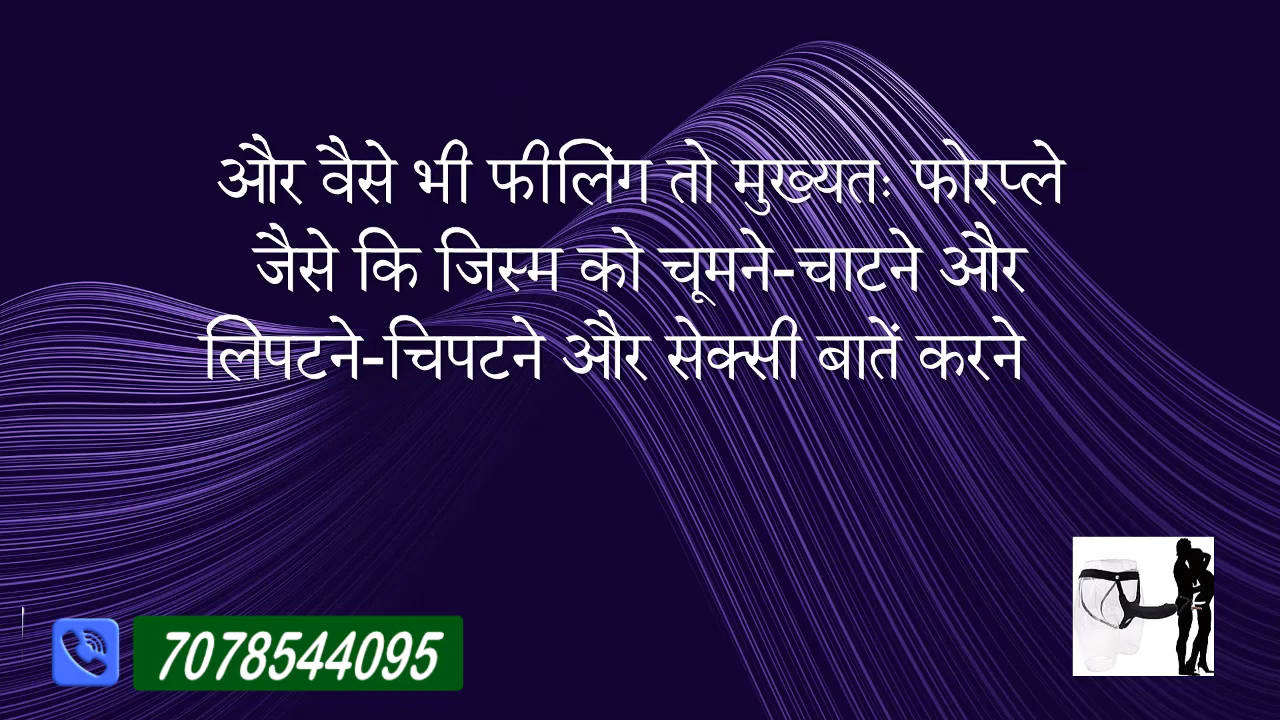 और वैसे भी फीलिंग तो मुख्यतः फोरप्ले
जैसे कि जिस्म को चूमने-चाटने और
लिपटने-चिपटने और सेक्सी बातें करने
7078544095